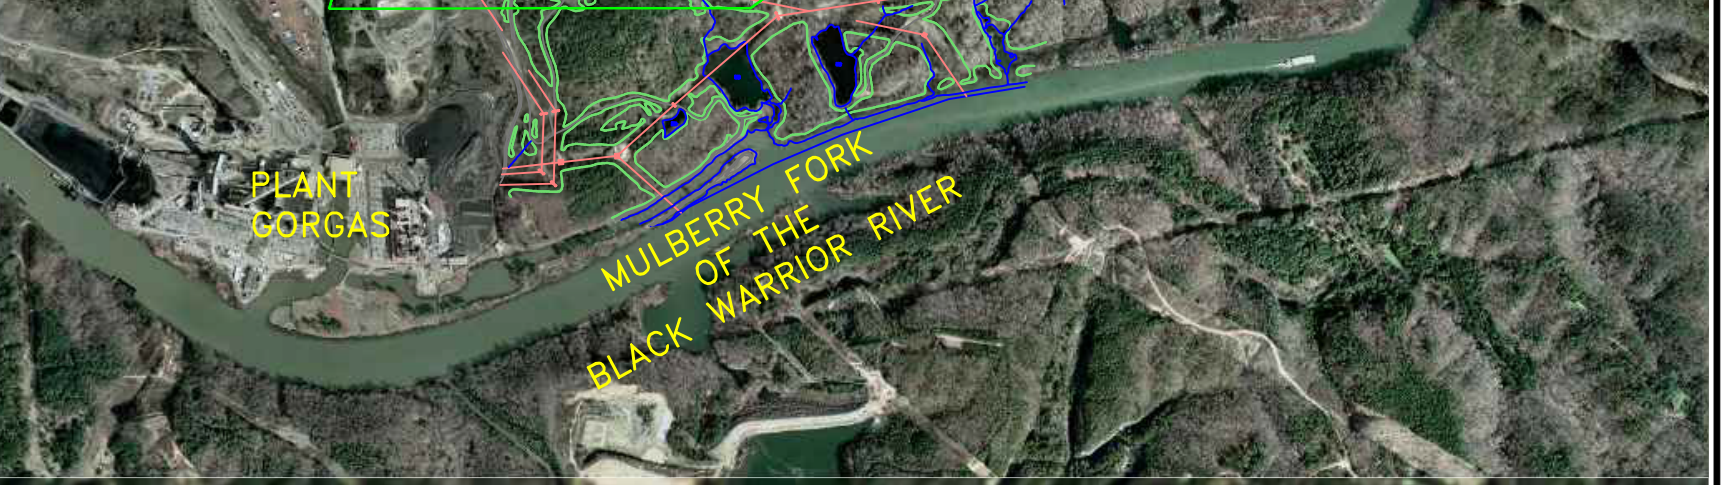 PLANT
GORGAS
MULBERRY FORK
OF THE
BLACK WARRIOR RIVER